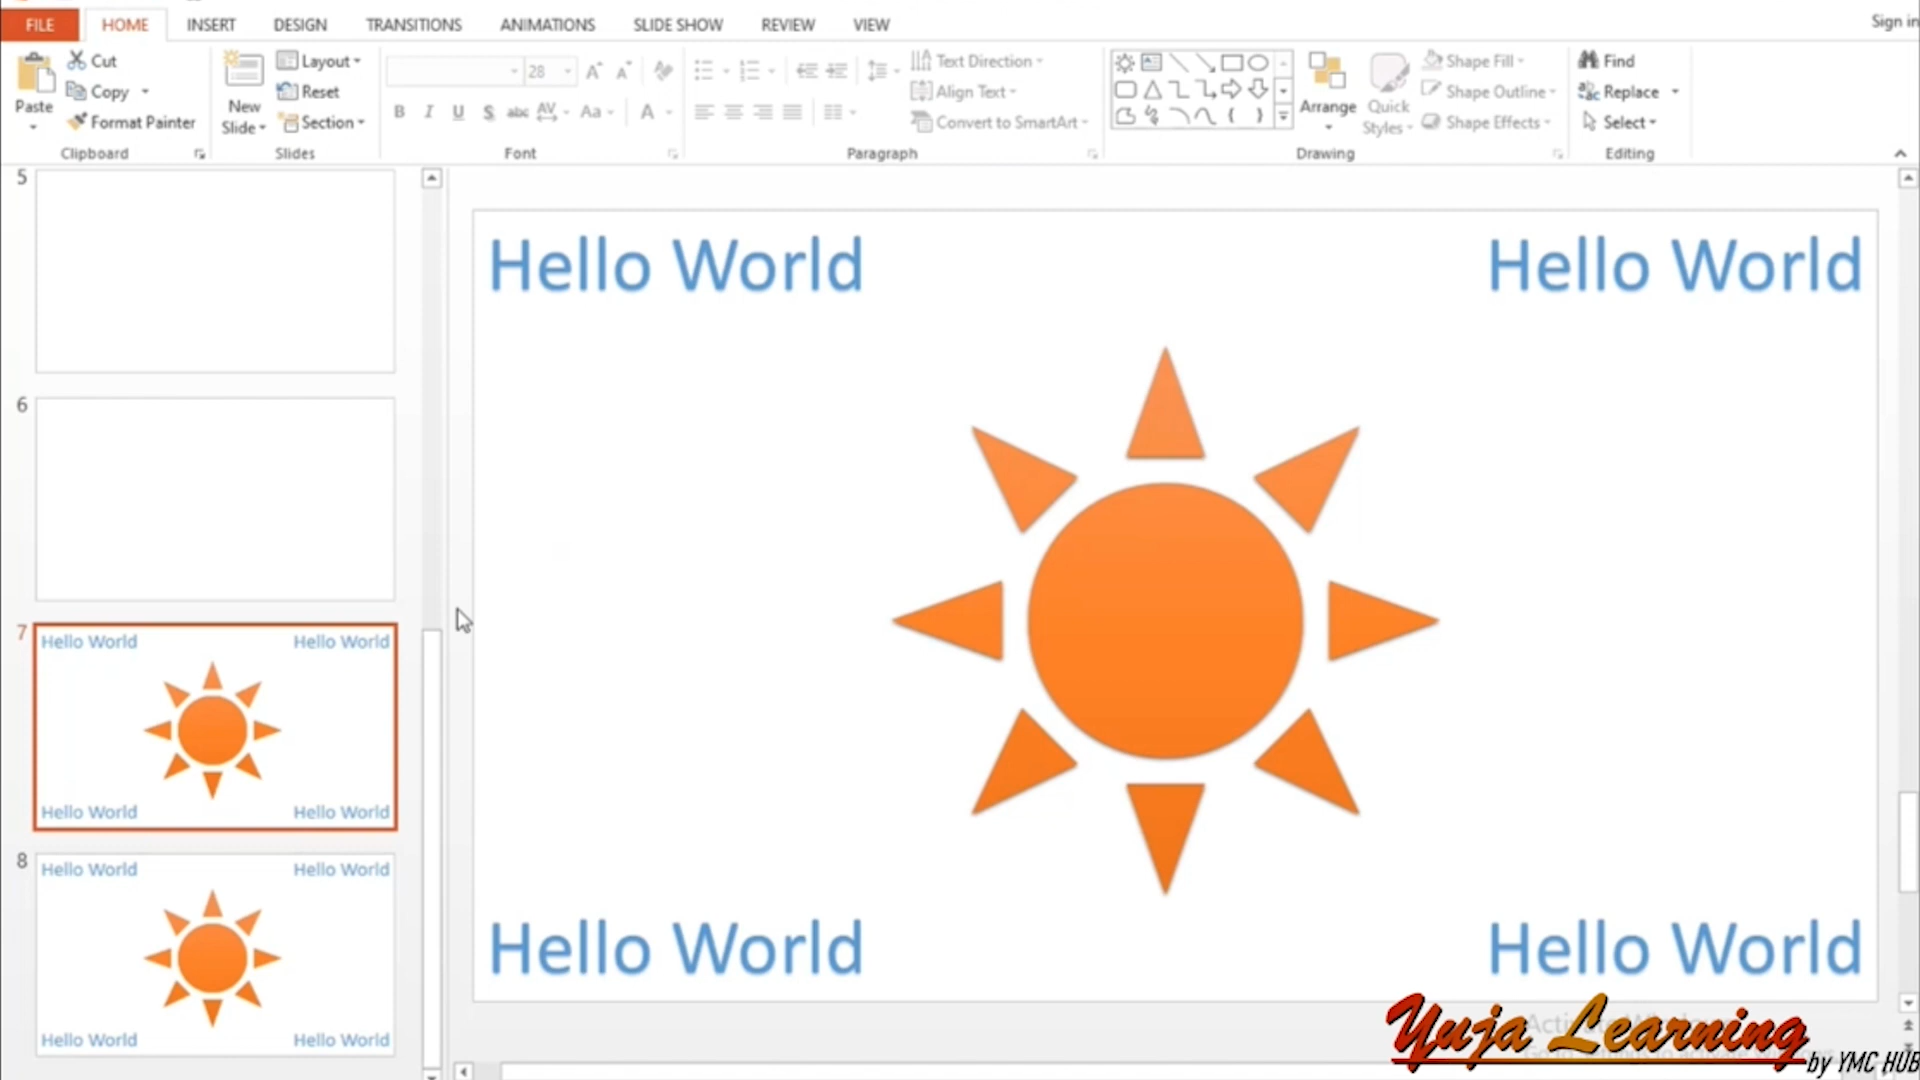 FILE HOME INSERT DESIGN TRANSITIONS ANIMATIONS SLIDE SHOW REVIEW VIEW
Sign in
Paste
Cut
Copy
Format Painter
Clipboard
New
Slide
Layout
Reset
Section
Slides
28
B I U S abc AV Aa A
Font
Text Direction
Align Text
Convert to SmartArt
Paragraph
Arrange
Quick
Styles
Shape Fill
Shape Outline
Shape Effects
Drawing
Find
Replace
Select
Editing
5
6
7
Hello World Hello World
Hello World Hello World
8
Hello World Hello World
Hello World Hello World
Hello World Hello World
Hello World Hello World
Yuja Learning
by YMC HUB